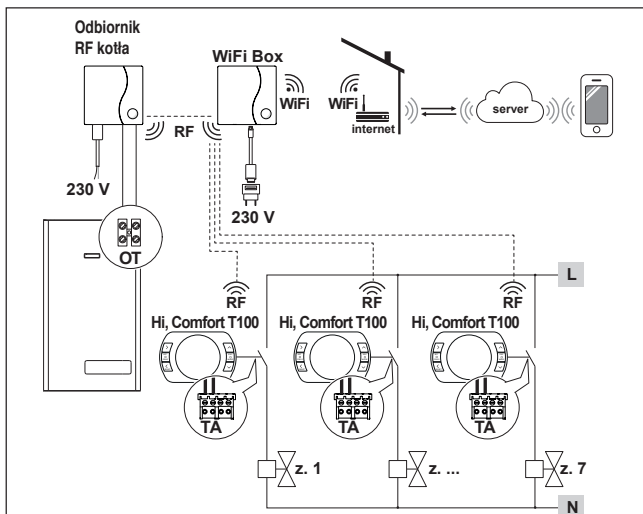 Odbiornik
RF kotła
WiFi Box
WiFi
WiFi
internet
server
RF
230 V
230 V
OT
RF
RF
RF
L
Hi, Comfort T100
Hi, Comfort T100
Hi, Comfort T100
TA
TA
TA
z. 1
z. ...
z. 7
N